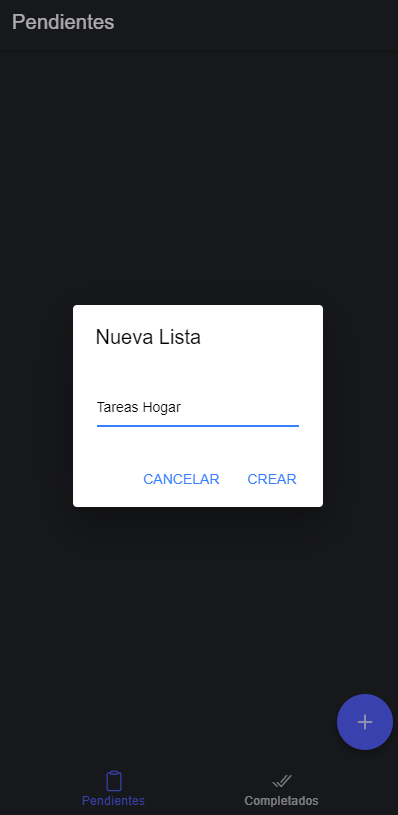 Pendientes
Nueva Lista
Tareas Hogar
CANCELAR CREAR
Pendientes Completados